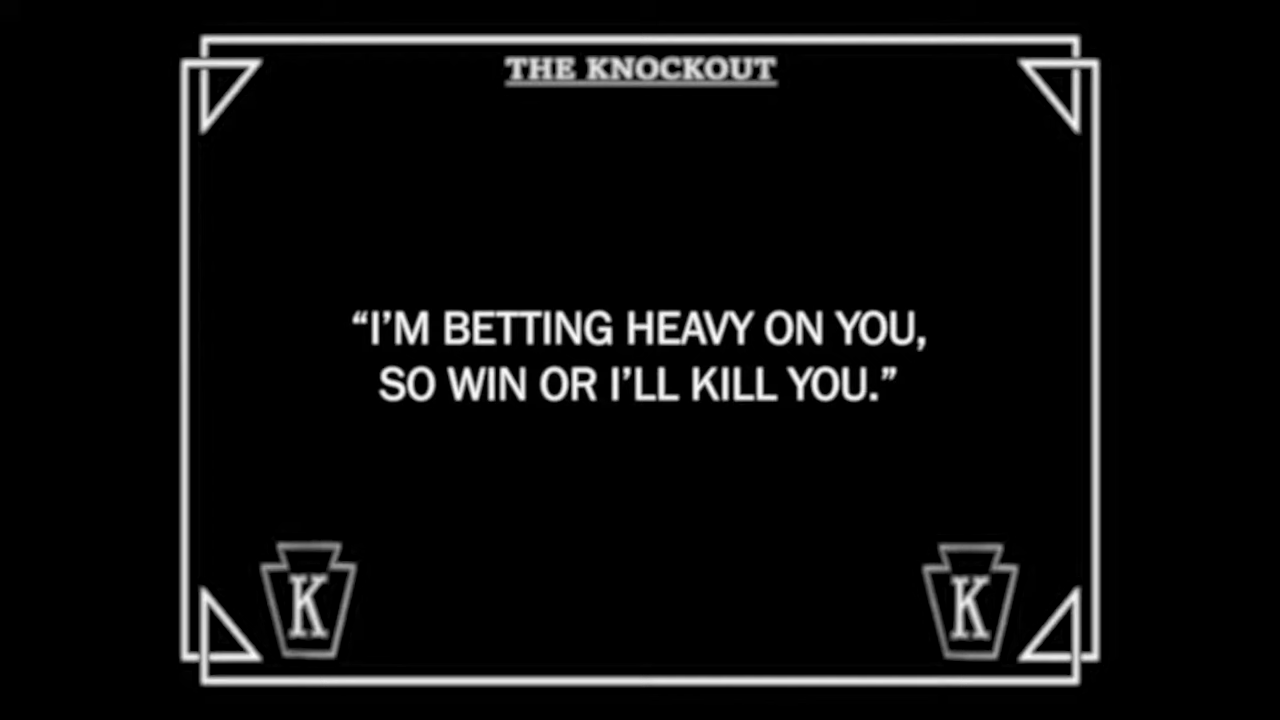 THE KNOCKOUT
“I’M BETTING HEAVY ON YOU,
SO WIN OR I’LL KILL YOU.”
K
K